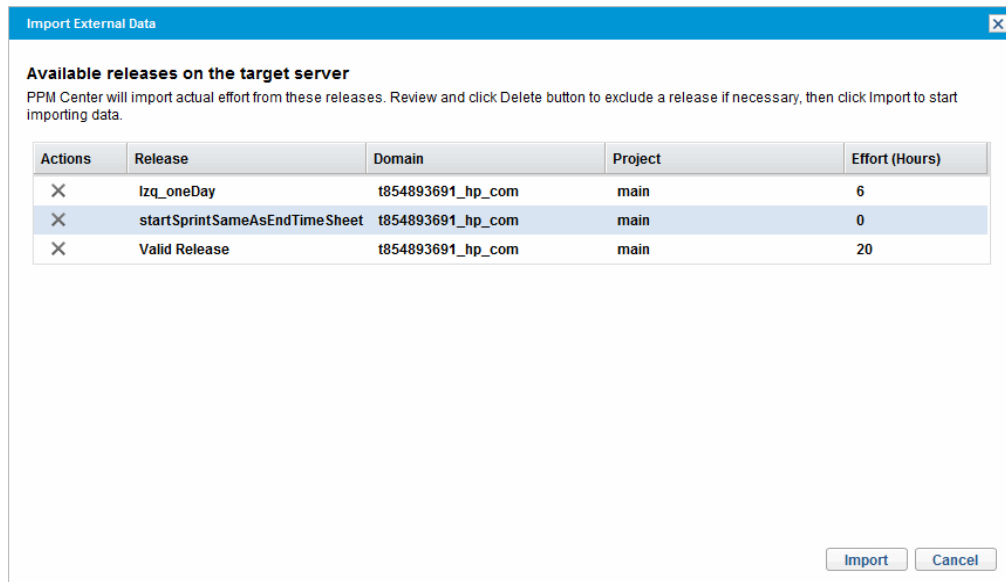 Import External Data
Available releases on the target server
PPM Center will import actual effort from these releases. Review and click Delete button to exclude a release if necessary, then click Import to start
importing data.
Actions Release Domain Project Effort (Hours)
lzq_oneDay t854893691_hp_com main 6
startSprintSameAsEndTimeSheet t854893691_hp_com main 0
Valid Release t854893691_hp_com main 20
Import Cancel